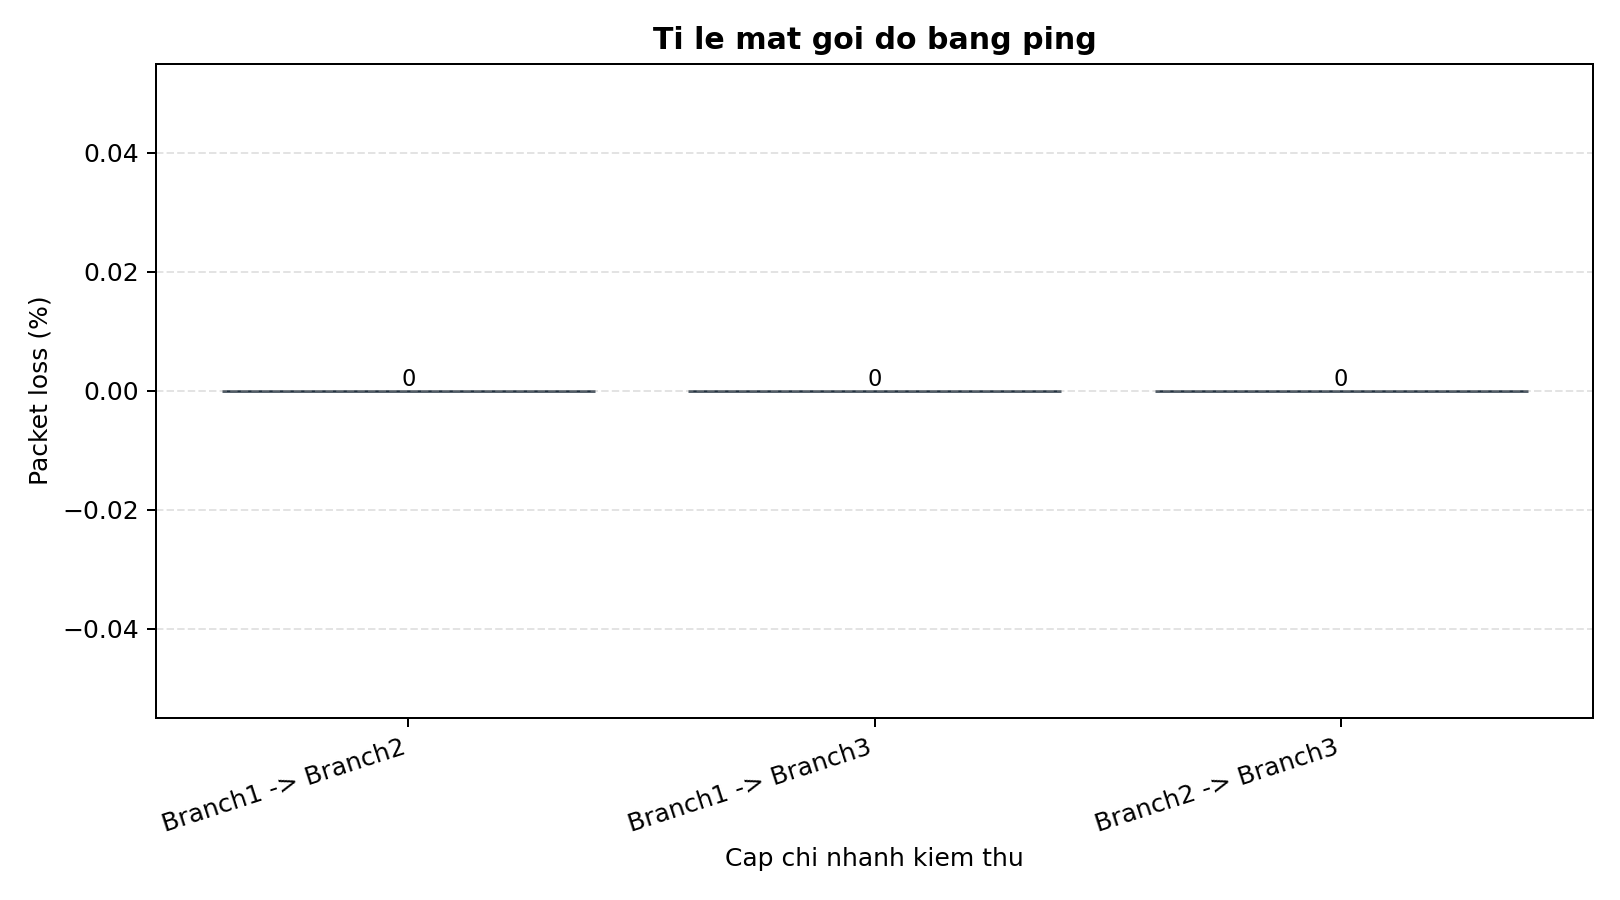 Ti le mat goi do bang ping
Packet loss (%)
0.04
0.02
0.00
−0.02
−0.04
0
0
0
Branch1 -> Branch2
Branch1 -> Branch3
Branch2 -> Branch3
Cap chi nhanh kiem thu